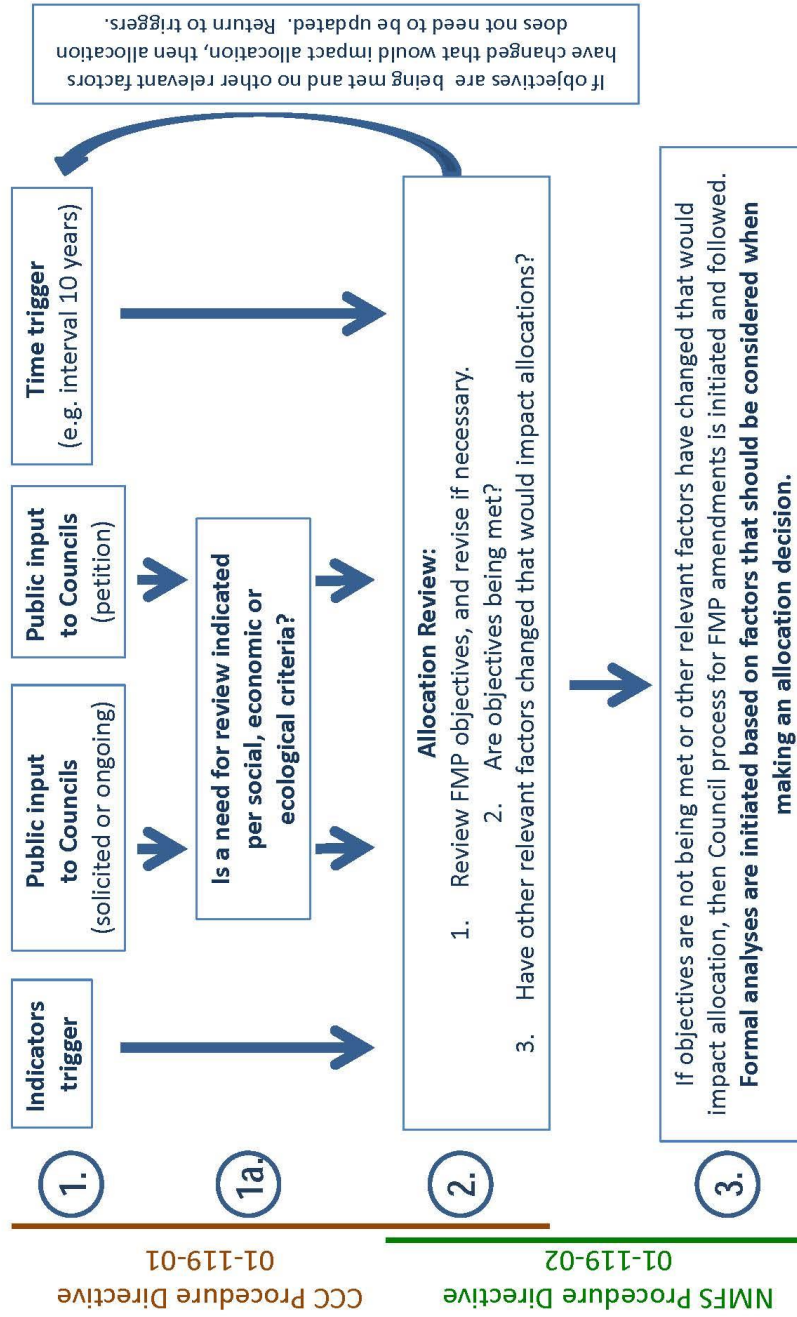 CCC Procedure Directive
01-119-01
NMFS Procedure Directive
01-119-02
1.
Indicators
trigger
Public input
to Councils
(solicited or ongoing)
Public input
to Councils
(petition)
Time trigger
(e.g. interval 10 years)
1a.
Is a need for review indicated
per social, economic or
ecological criteria?
2.
Allocation Review:
1. Review FMP objectives, and revise if necessary.
2. Are objectives being met?
3. Have other relevant factors changed that would impact allocations?
If objectives are being met and no other relevant factors
have changed that would impact allocation, then allocation
does not need to be updated. Return to triggers.
3.
If objectives are not being met or other relevant factors have changed that would
impact allocation, then Council process for FMP amendments is initiated and followed.
Formal analyses are initiated based on factors that should be considered when
making an allocation decision.